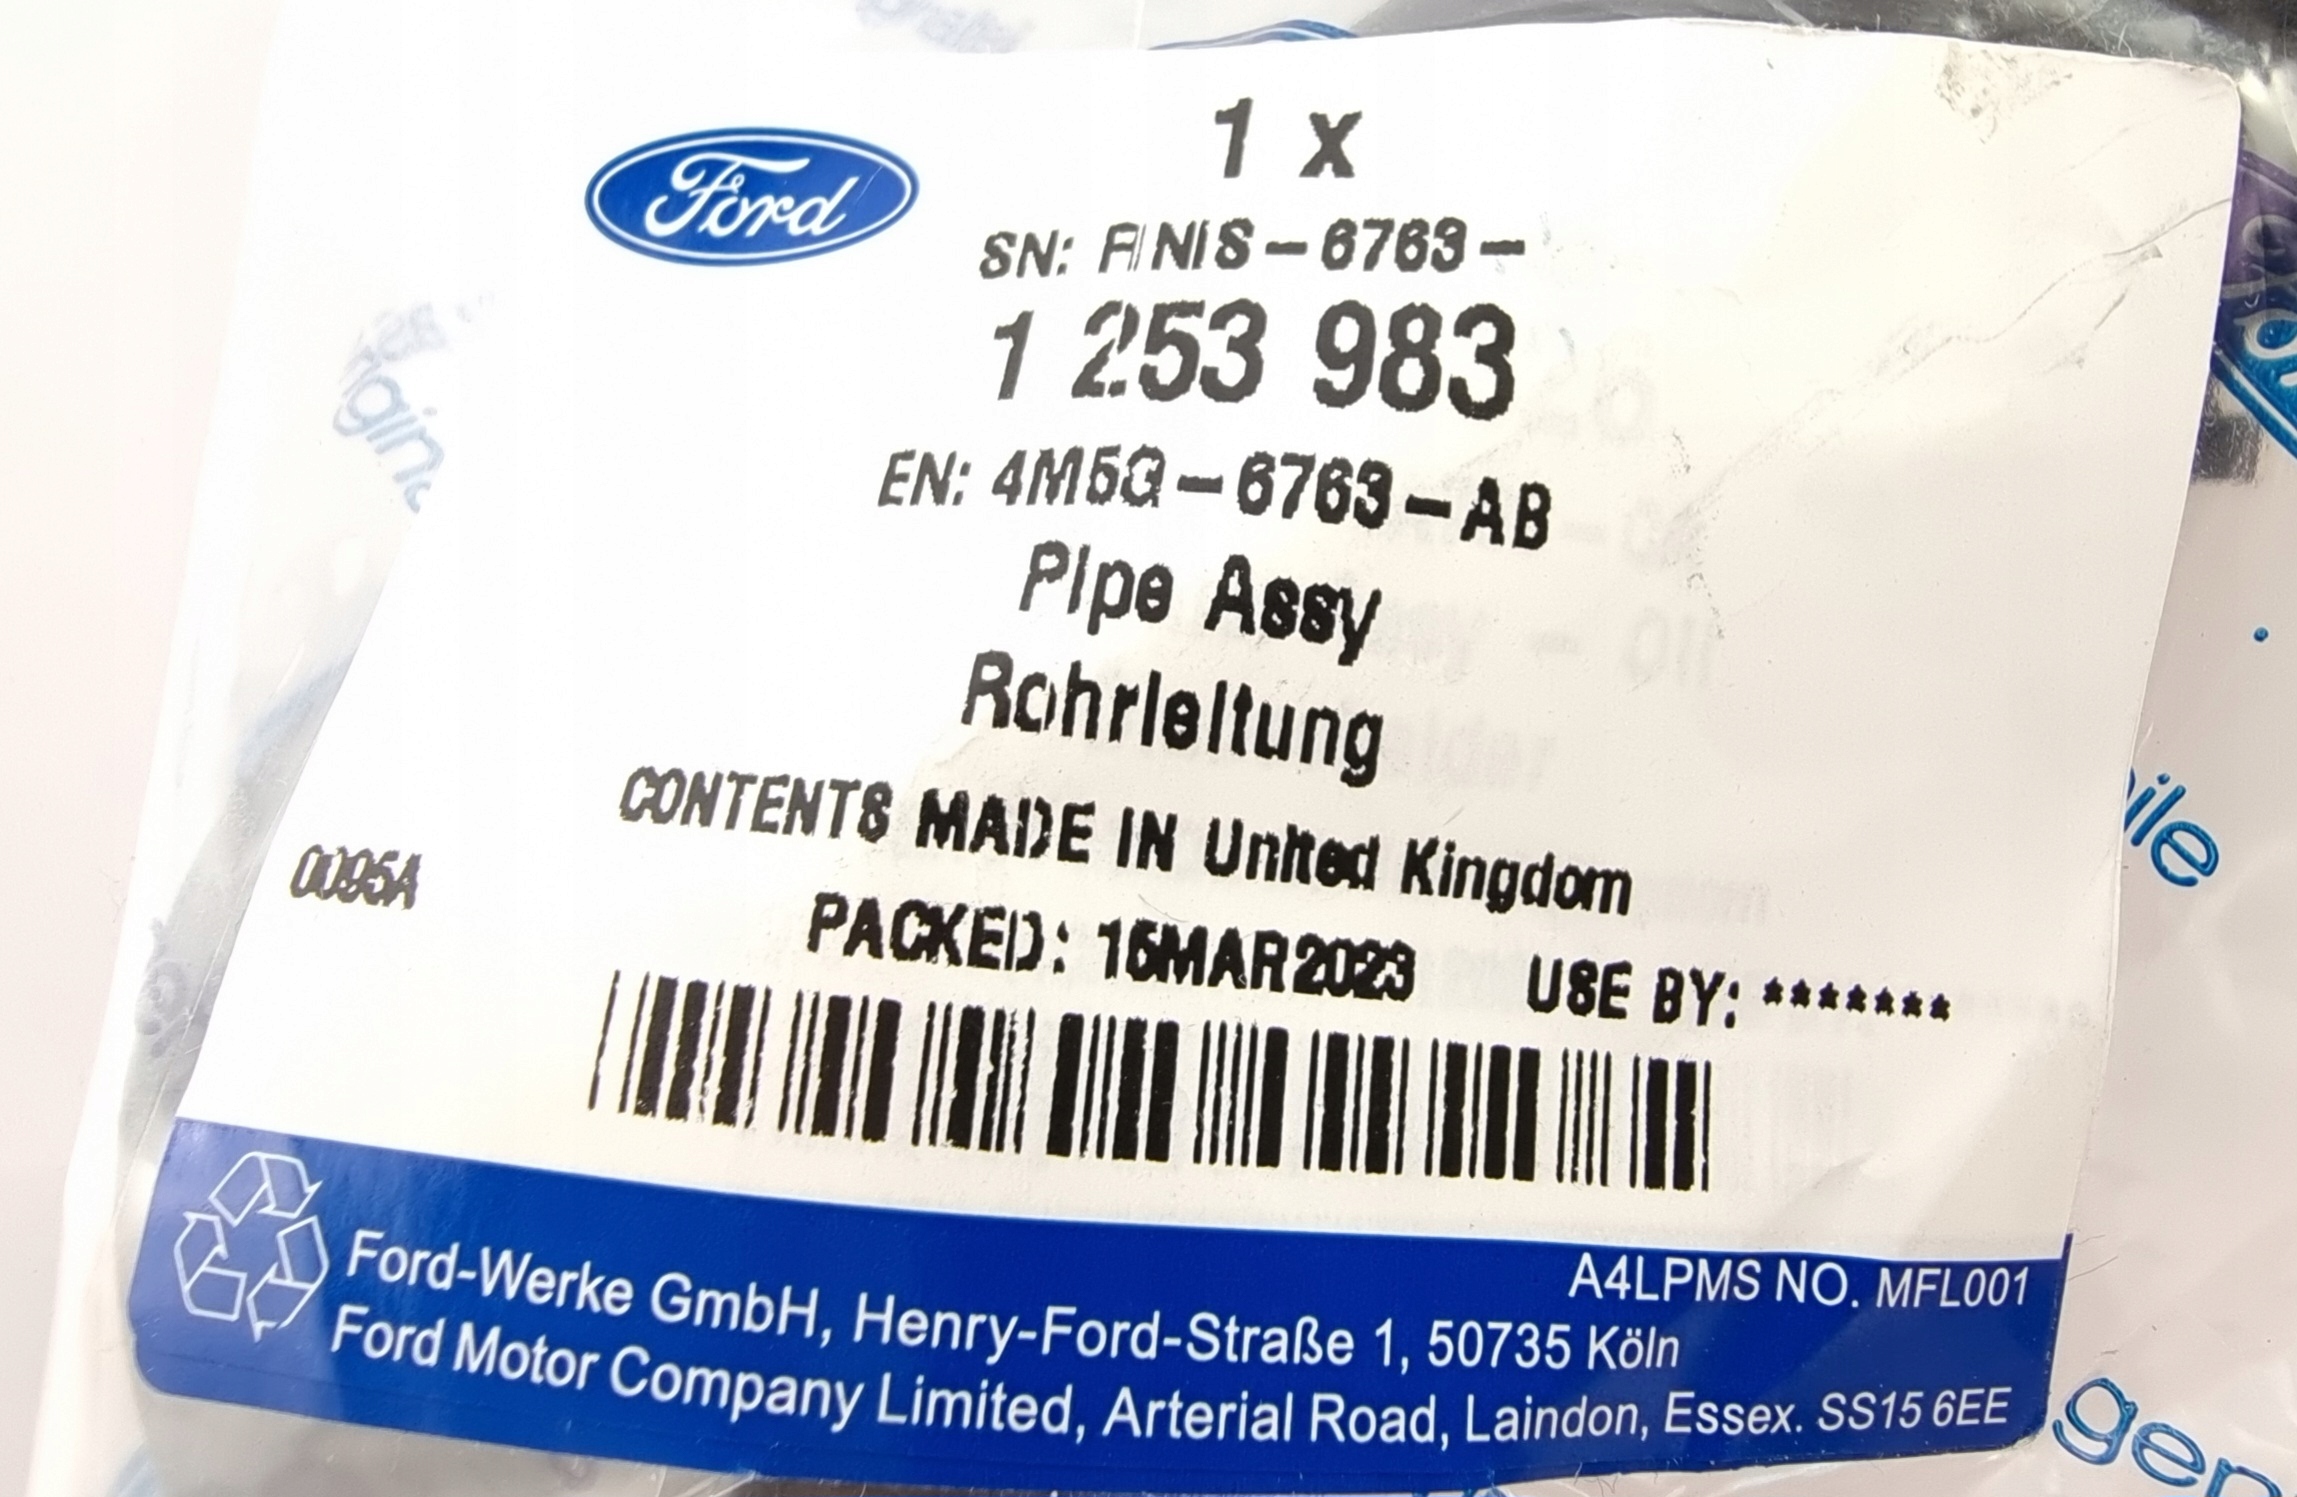 Ford
1 x
SN: FINIS-6763-
1 253 983
EN: 4M5G-6763-AB
Pipe Assy
Rohrleitung
CONTENTS MADE IN United Kingdom
0095A
PACKED: 15MAR2023 USE BY: *******
A4LPMS NO. MFL001
Ford-Werke GmbH, Henry-Ford-Straße 1, 50735 Köln
Ford Motor Company Limited, Arterial Road, Laindon, Essex. SS15 6EE